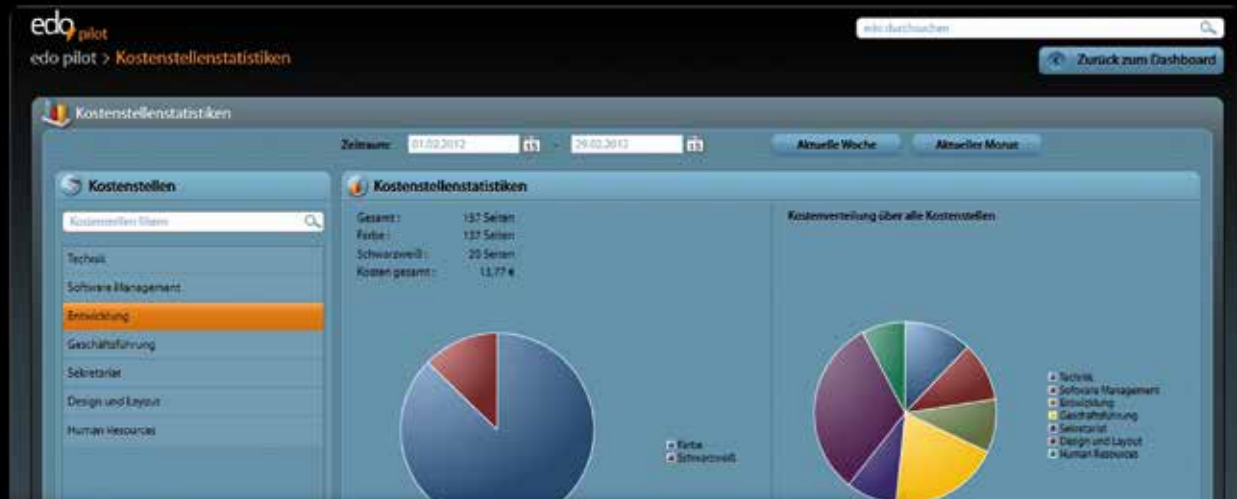 edo pilot
edo durchsuchen
edo pilot > Kostenstellenstatistiken
Zurück zum Dashboard
Kostenstellenstatistiken
Zeitraum: 01.02.2012 - 29.02.2012
Aktuelle Woche
Aktueller Monat
Kostenstellen
Kostenstellen filtern
Technik
Software Management
Entwicklung
Geschäftsführung
Sekretariat
Design und Layout
Human Resources
Kostenstellenstatistiken
Gesamt: 157 Seiten
Farbe: 137 Seiten
Schwarzweiß: 20 Seiten
Kosten gesamt: 13,77 €
Farbe
Schwarzweiß
Kostenverteilung über alle Kostenstellen
Technik
Software Management
Entwicklung
Geschäftsführung
Sekretariat
Design und Layout
Human Resources